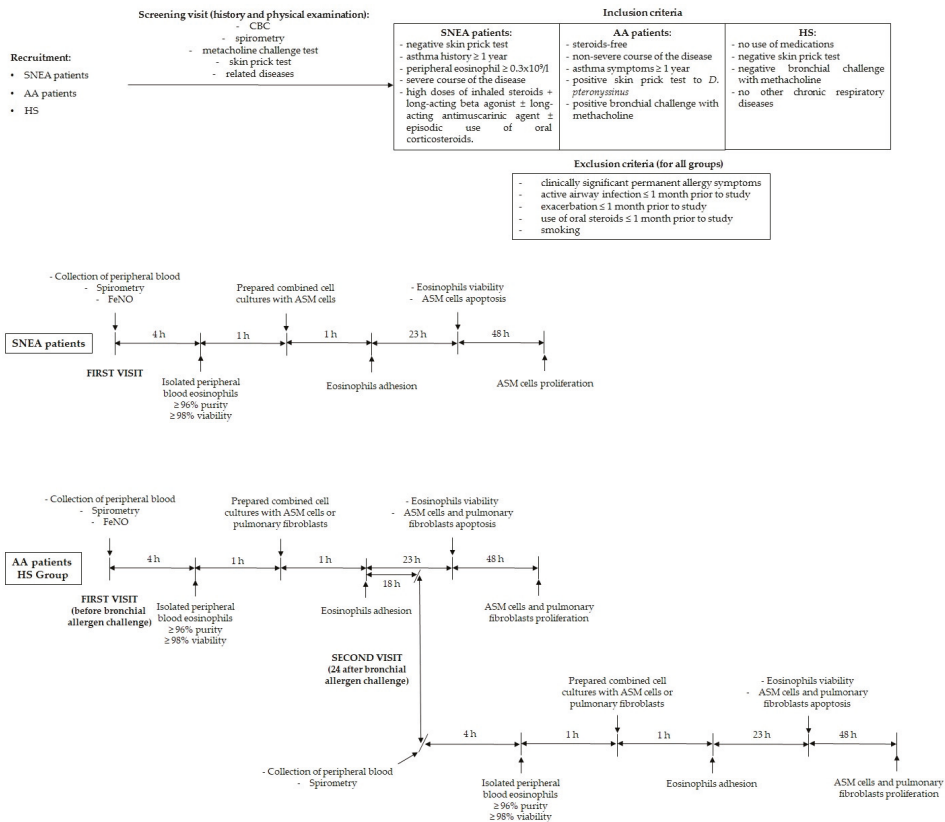 Screening visit (history and physical examination):
- CBC
- spirometry
- metacholine challenge test
- skin prick test
- related diseases
Recruitment:
• SNEA patients
• AA patients
• HS
Inclusion criteria
SNEA patients:
- negative skin prick test
- asthma history ≥ 1 year
- peripheral eosinophil ≥ 0.3x10⁹/l
- severe course of the disease
- high doses of inhaled steroids +
long-acting beta agonist ± long-
acting antimuscarinic agent ±
episodic use of oral
corticosteroids.
AA patients:
- steroids-free
- non-severe course of the disease
- asthma symptoms ≥ 1 year
- positive skin prick test to D.
pteronyssinus
- positive bronchial challenge with
methacholine
HS:
- no use of medications
- negative skin prick test
- negative bronchial challenge
with methacholine
- no other chronic respiratory
diseases
Exclusion criteria (for all groups)
- clinically significant permanent allergy symptoms
- active airway infection ≤ 1 month prior to study
- exacerbation ≤ 1 month prior to study
- use of oral steroids ≤ 1 month prior to study
- smoking
- Collection of peripheral blood
- Spirometry
- FeNO
Prepared combined cell
cultures with ASM cells
- Eosinophils viability
- ASM cells apoptosis
SNEA patients
4 h
1 h
1 h
23 h
48 h
FIRST VISIT
Isolated peripheral
blood eosinophils
≥ 96% purity
≥ 98% viability
Eosinophils adhesion
ASM cells proliferation
- Collection of peripheral blood
- Spirometry
- FeNO
Prepared combined cell
cultures with ASM cells or
pulmonary fibroblasts
- Eosinophils viability
- ASM cells and pulmonary
fibroblasts apoptosis
AA patients
HS Group
4 h
1 h
1 h
23 h
48 h
18 h
FIRST VISIT
(before bronchial
allergen challenge)
Isolated peripheral
blood eosinophils
≥ 96% purity
≥ 98% viability
Eosinophils adhesion
ASM cells and pulmonary
fibroblasts proliferation
SECOND VISIT
(24 after bronchial
allergen challenge)
Prepared combined cell
cultures with ASM cells or
pulmonary fibroblasts
- Eosinophils viability
- ASM cells and pulmonary
fibroblasts apoptosis
4 h
1 h
1 h
23 h
48 h
- Collection of peripheral blood
- Spirometry
Isolated peripheral
blood eosinophils
≥ 96% purity
≥ 98% viability
Eosinophils adhesion
ASM cells and pulmonary
fibroblasts proliferation